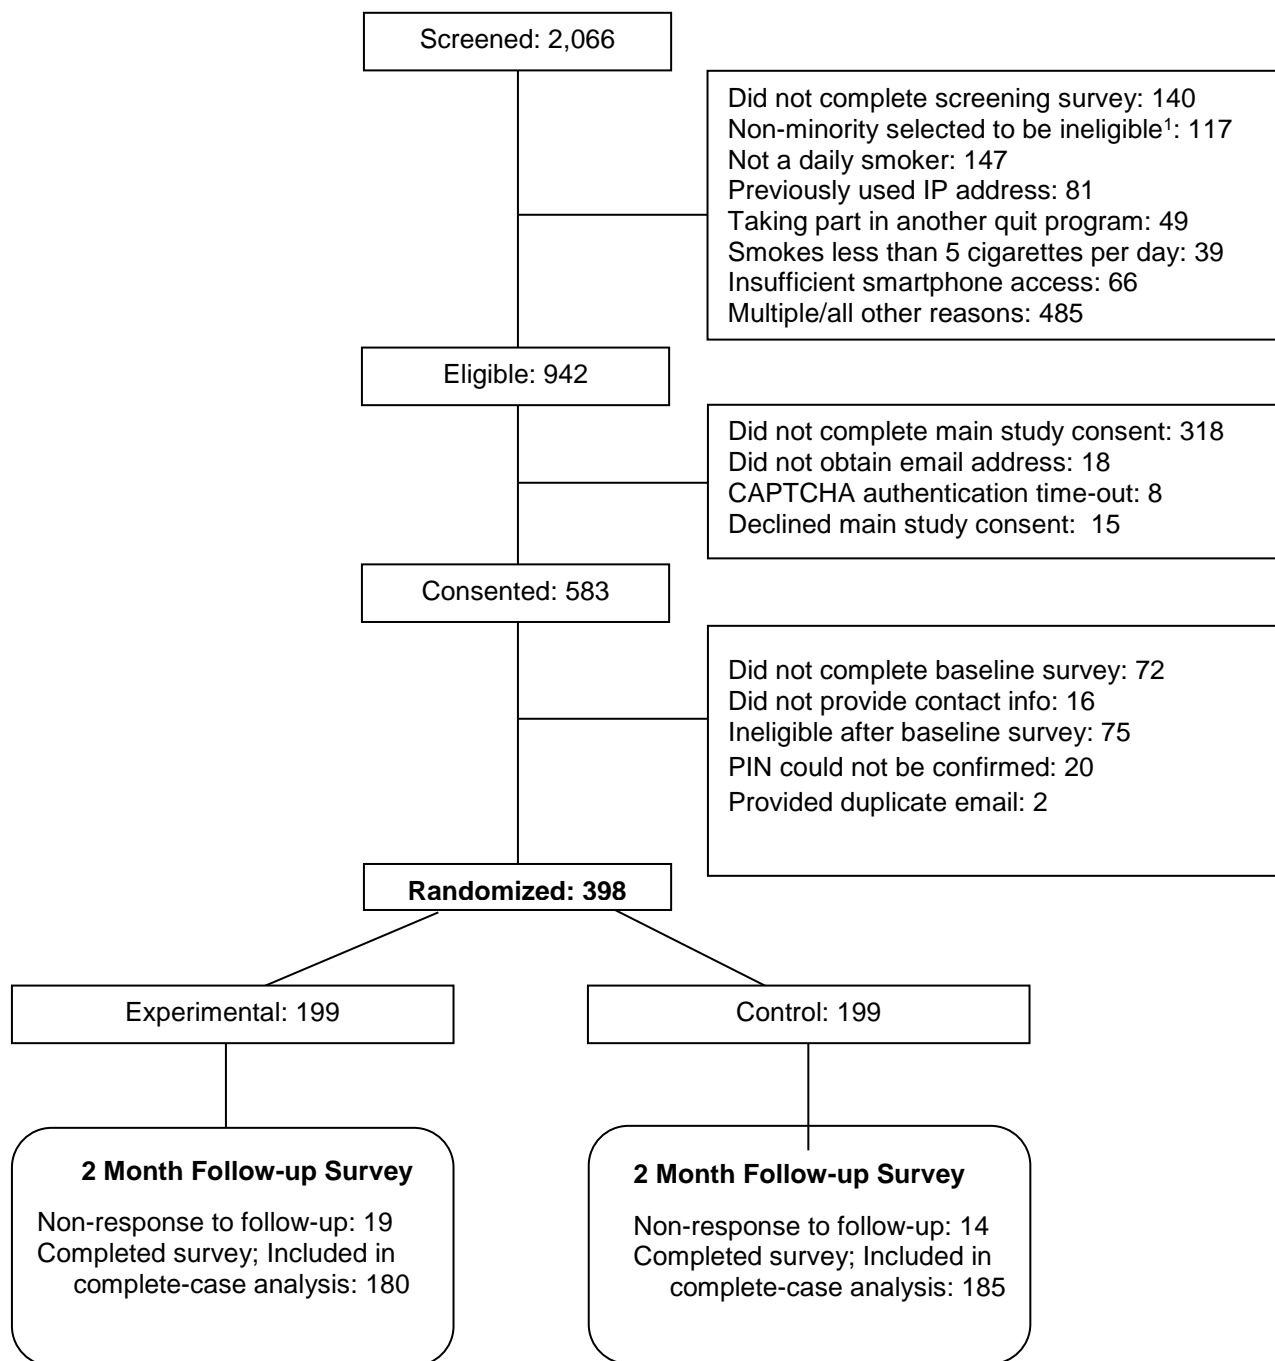 Screened: 2,066
Did not complete screening survey: 140
Non-minority selected to be ineligible¹: 117
Not a daily smoker: 147
Previously used IP address: 81
Taking part in another quit program: 49
Smokes less than 5 cigarettes per day: 39
Insufficient smartphone access: 66
Multiple/all other reasons: 485
Eligible: 942
Did not complete main study consent: 318
Did not obtain email address: 18
CAPTCHA authentication time-out: 8
Declined main study consent:  15
Consented: 583
Did not complete baseline survey: 72
Did not provide contact info: 16
Ineligible after baseline survey: 75
PIN could not be confirmed: 20
Provided duplicate email: 2
Randomized: 398
Experimental: 199
Control: 199
2 Month Follow-up Survey
Non-response to follow-up: 19
Completed survey; Included in
complete-case analysis: 180
2 Month Follow-up Survey
Non-response to follow-up: 14
Completed survey; Included in
complete-case analysis: 185